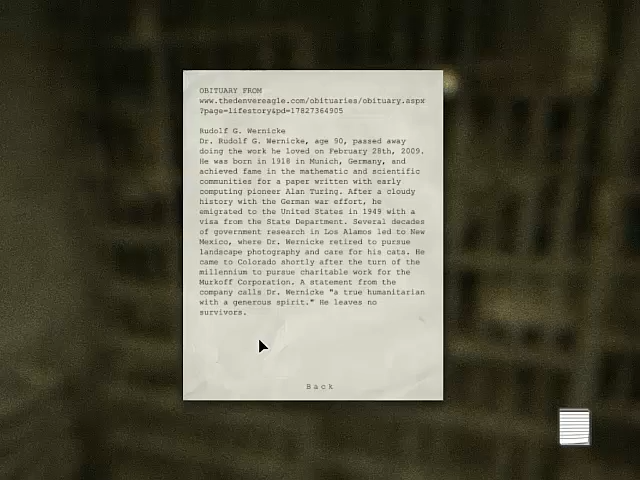 OBITUARY FROM
www.thedenvereagle.com/obituaries/obituary.aspx
?page=lifestory&pd=17827364905
Rudolf G. Wernicke
Dr. Rudolf G. Wernicke, age 90, passed away
doing the work he loved on February 28th, 2009.
He was born in 1918 in Munich, Germany, and
achieved fame in the mathematic and scientific
communities for a paper written with early
computing pioneer Alan Turing. After a cloudy
history with the German war effort, he
emigrated to the United States in 1949 with a
visa from the State Department. Several decades
of government research in Los Alamos led to New
Mexico, where Dr. Wernicke retired to pursue
landscape photography and care for his cats. He
came to Colorado shortly after the turn of the
millennium to pursue charitable work for the
Murkoff Corporation. A statement from the
company calls Dr. Wernicke "a true humanitarian
with a generous spirit." He leaves no
survivors.
Back